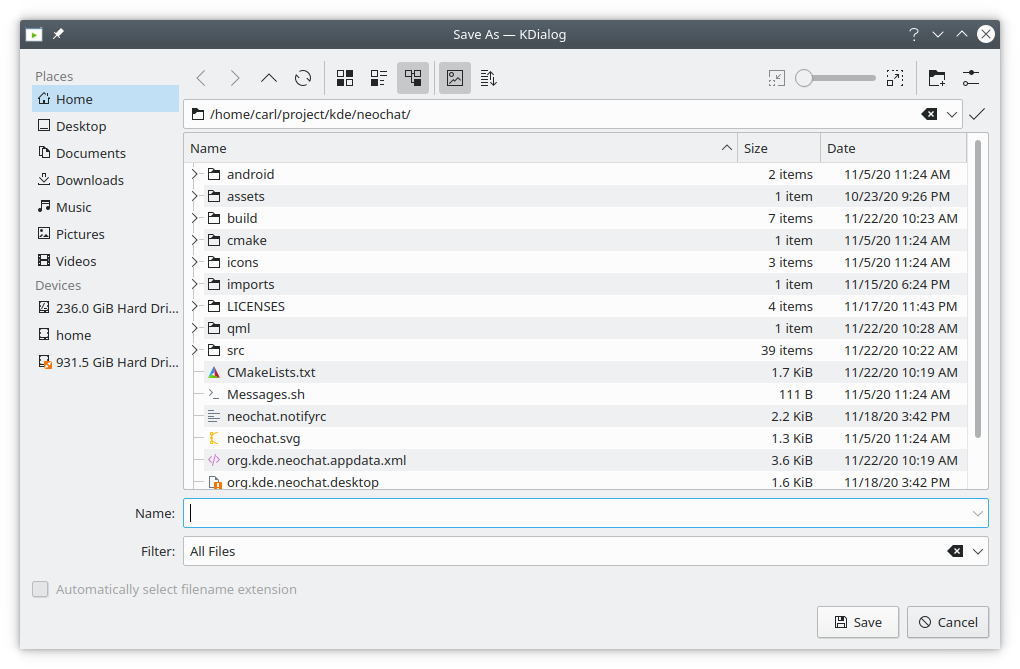 Save As — KDialog
Places
Home
Desktop
Documents
Downloads
Music
Pictures
Videos
Devices
236.0 GiB Hard Dri...
home
931.5 GiB Hard Dri...
/home/carl/project/kde/neochat/
Name Size Date
android 2 items 11/5/20 11:24 AM
assets 1 item 10/23/20 9:26 PM
build 7 items 11/22/20 10:23 AM
cmake 1 item 11/5/20 11:24 AM
icons 3 items 11/5/20 11:24 AM
imports 1 item 11/15/20 6:24 PM
LICENSES 4 items 11/17/20 11:43 PM
qml 1 item 11/22/20 10:28 AM
src 39 items 11/22/20 10:22 AM
CMakeLists.txt 1.7 KiB 11/22/20 10:19 AM
Messages.sh 111 B 11/5/20 11:24 AM
neochat.notifyrc 2.2 KiB 11/18/20 3:42 PM
neochat.svg 1.3 KiB 11/5/20 11:24 AM
org.kde.neochat.appdata.xml 3.6 KiB 11/22/20 10:19 AM
org.kde.neochat.desktop 1.6 KiB 11/18/20 3:42 PM
Name:
Filter: All Files
Automatically select filename extension
Save Cancel